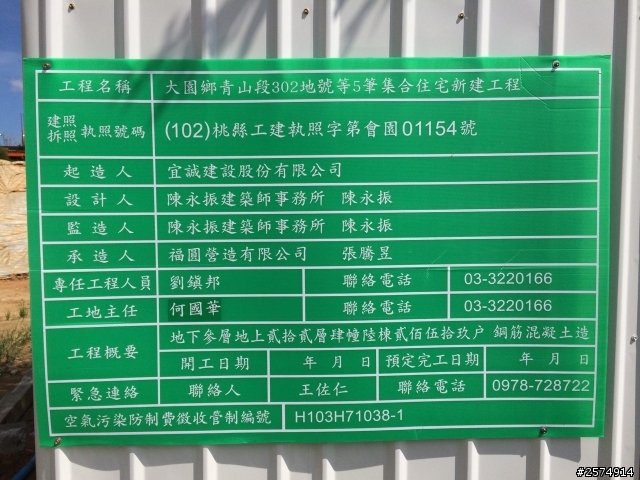 工程名稱 大園鄉青山段302地號等5筆集合住宅新建工程
建照
拆照 執照號碼 (102)桃縣工建執照字第會園01154號
起造人 宜誠建設股份有限公司
設計人 陳永振建築師事務所 陳永振
監造人 陳永振建築師事務所 陳永振
承造人 福圓營造有限公司 張騰昱
專任工程人員 劉鎮邦 聯絡電話 03-3220166
工地主任 何國華 聯絡電話 03-3220166
工程概要 地下參層地上貳拾貳層肆幢陸棟貳佰伍拾玖户 鋼筋混凝土造
開工日期 年 月 日 預定完工日期 年 月 日
緊急連絡 聯絡人 王佐仁 聯絡電話 0978-728722
空氣污染防制費徵收管制編號 H103H71038-1
#2574914